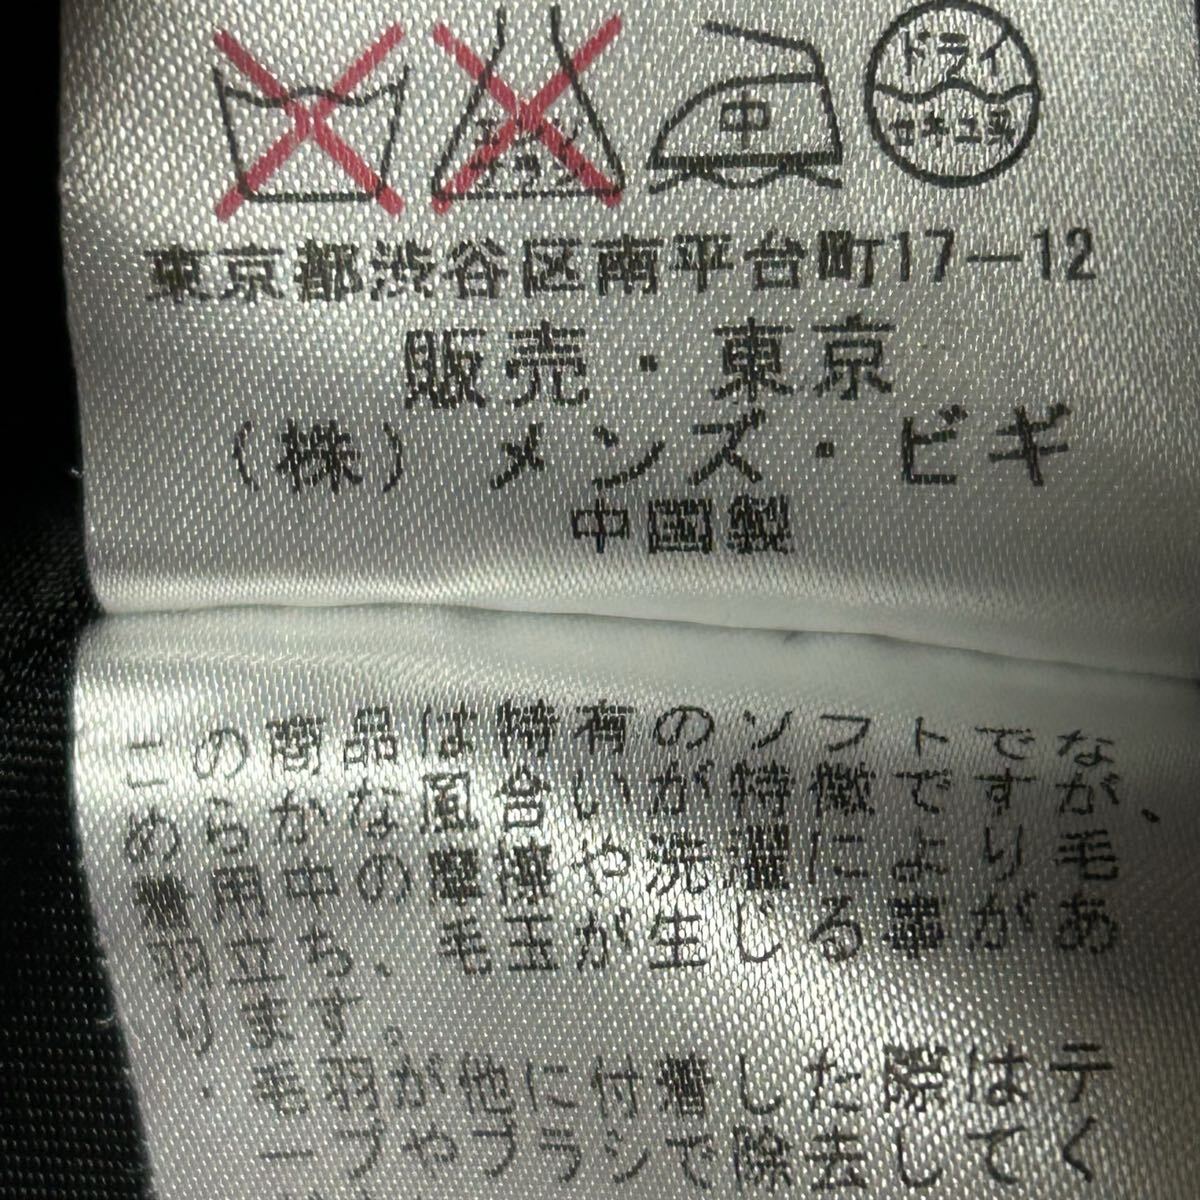 中
ドライ
セキユ系
東京都渋谷区南平台町17-12
販売・東京
(株)メンズ・ビギ
中国製
この商品は特有のソフトでな
めらかな風合いが特徴ですが、
着用中の摩擦や洗濯により毛
羽立ち、毛玉が生じる事があ
ります。
毛羽が他に付着した際はテ
ープやブラシで除去してく